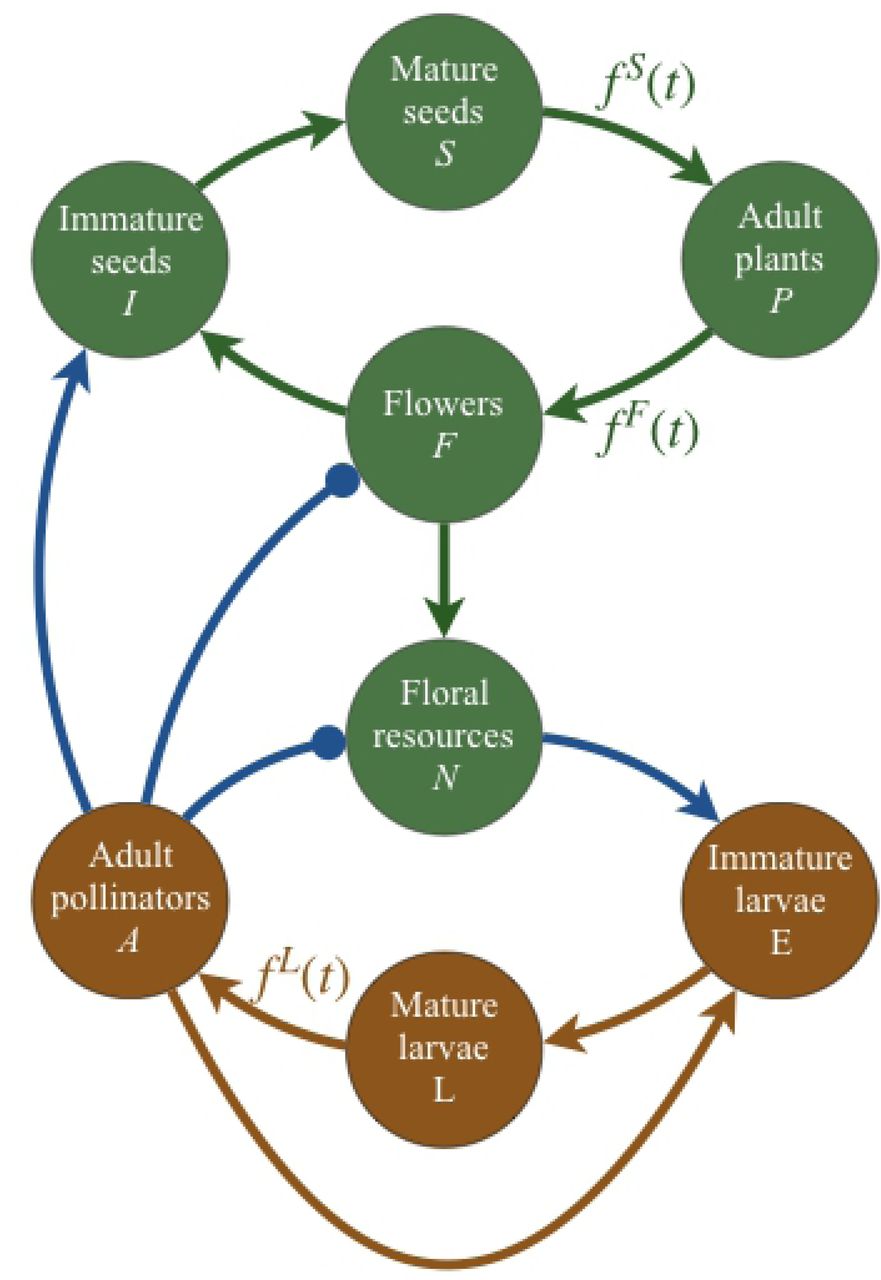 Mature
seeds
S
f^S(t)
Immature
seeds
I
Adult
plants
P
Flowers
F
f^F(t)
Floral
resources
N
Adult
pollinators
A
Immature
larvae
E
f^L(t)
Mature
larvae
L